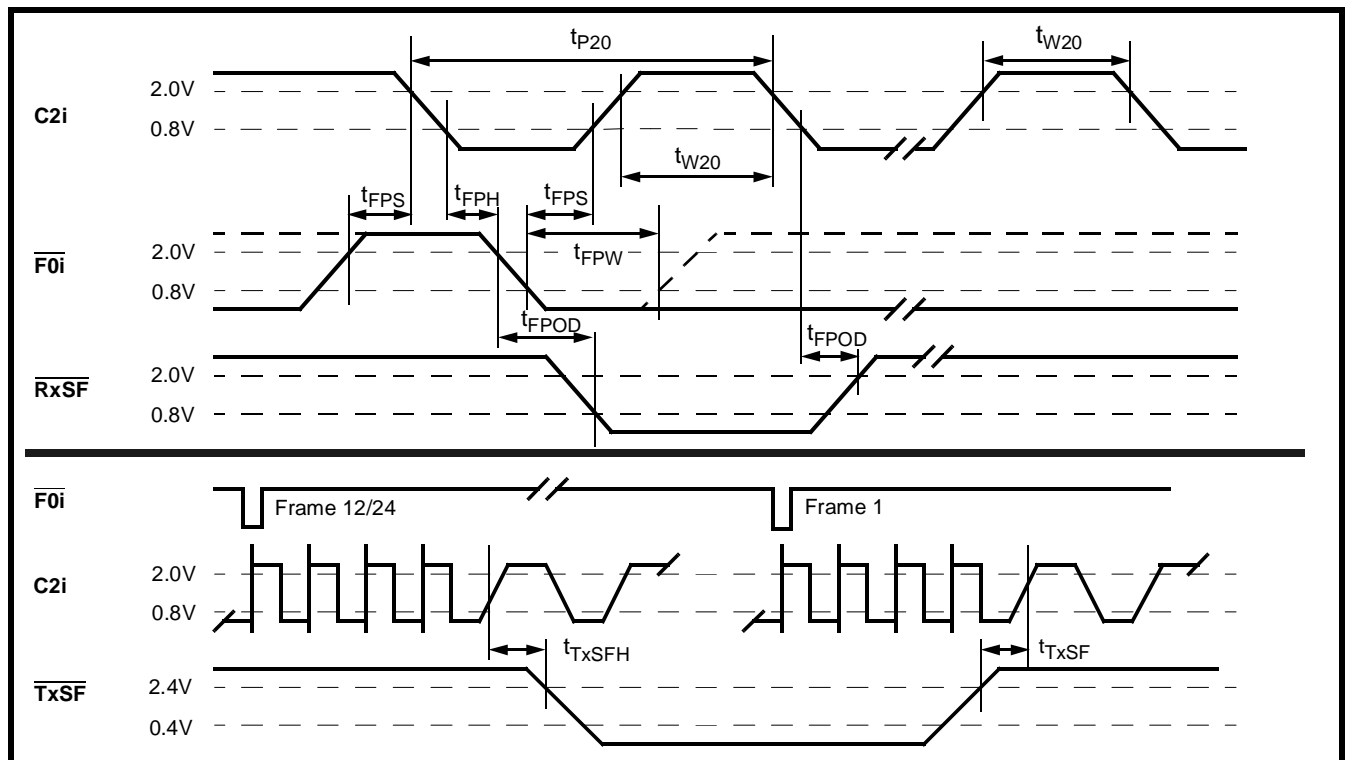 tP20
tW20
2.0V
C2i
0.8V
tW20
tFPS
tFPH
tFPS
2.0V
F0i
tFPW
0.8V
tFPOD
tFPOD
2.0V
RxSF
0.8V
F0i
Frame 12/24
Frame 1
2.0V
C2i
0.8V
tTxSFH
tTxSF
2.4V
TxSF
0.4V